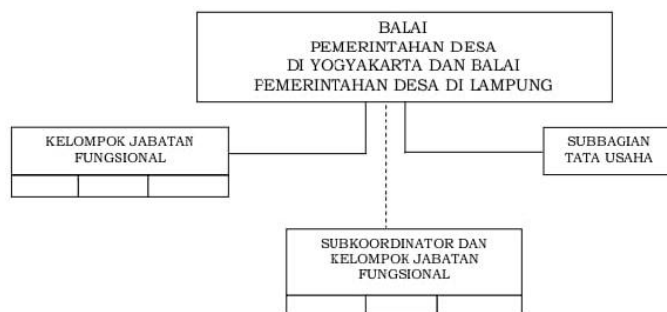 BALAI
PEMERINTAHAN DESA
DI YOGYAKARTA DAN BALAI
PEMERINTAHAN DESA DI LAMPUNG
KELOMPOK JABATAN
FUNGSIONAL
SUBBAGIAN
TATA USAHA
SUBKOORDINATOR DAN
KELOMPOK JABATAN
FUNGSIONAL